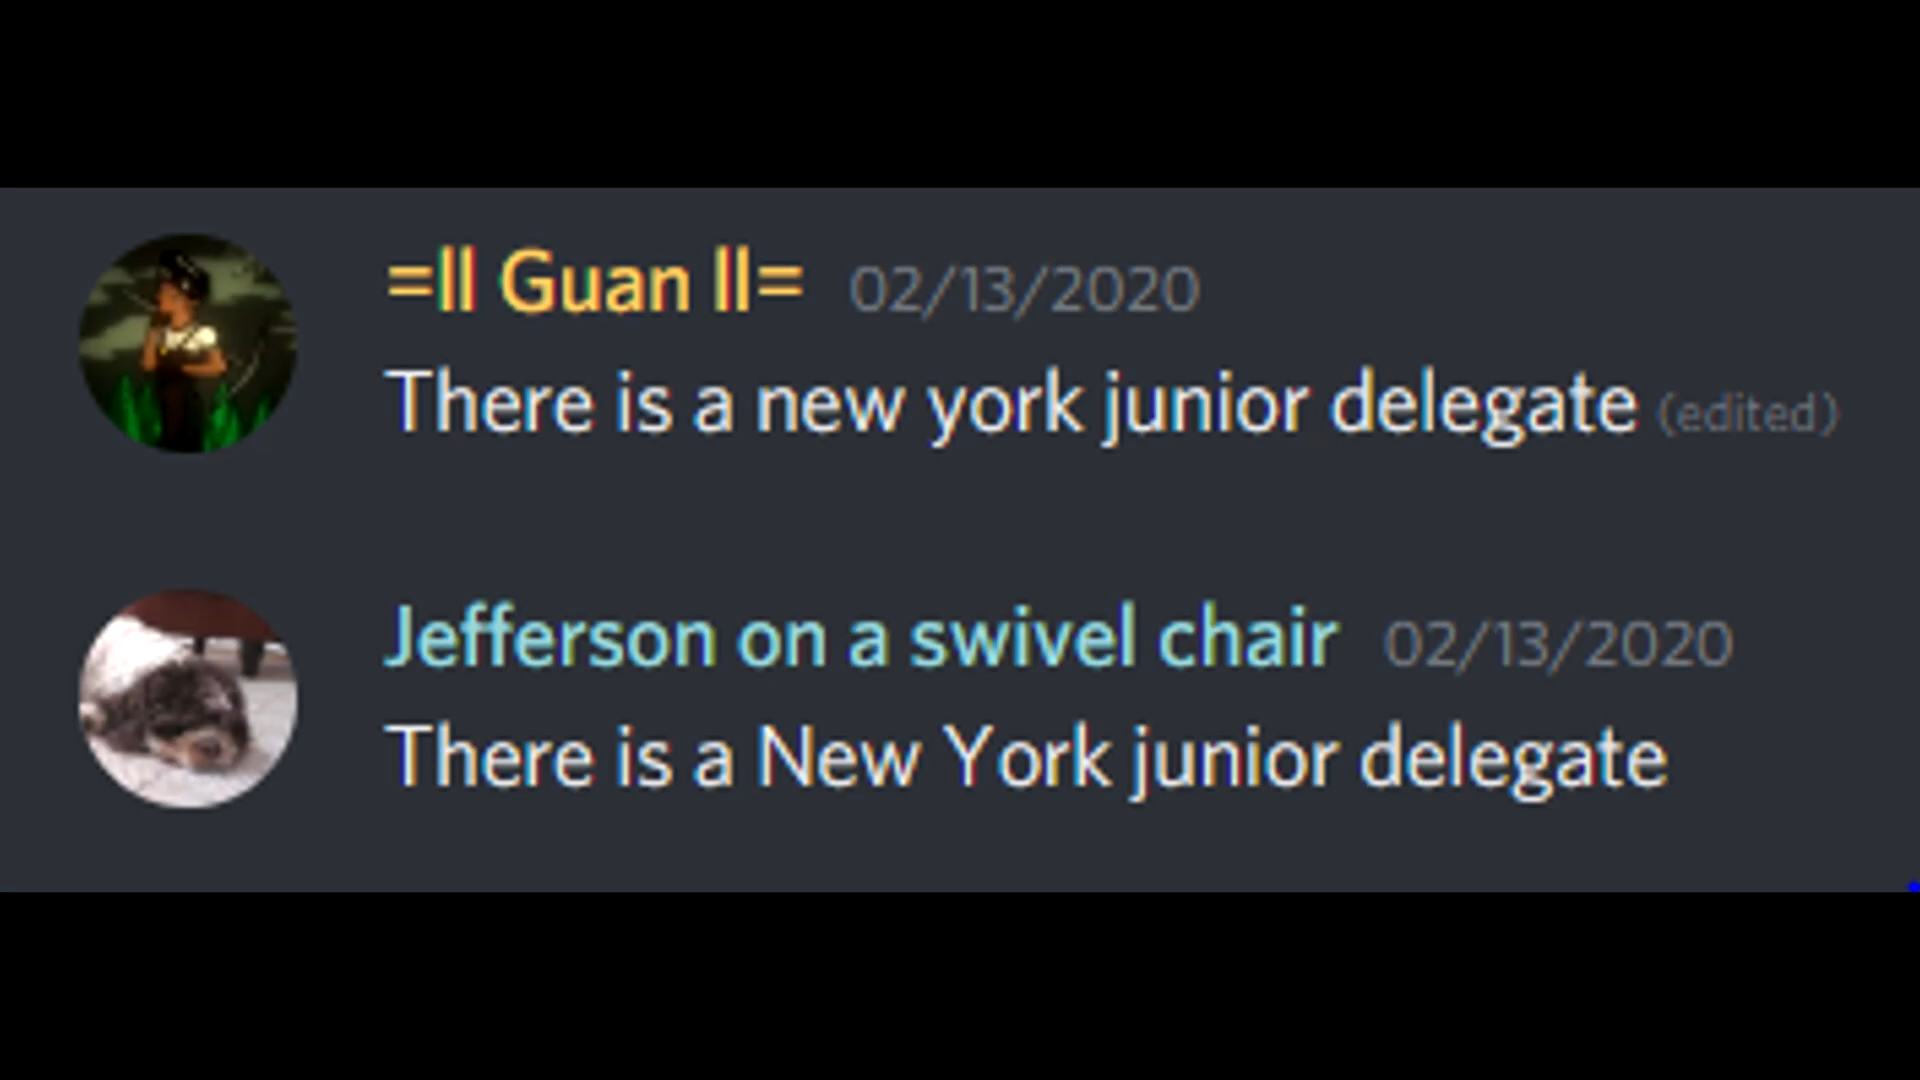 =ll Guan ll= 02/13/2020
There is a new york junior delegate (edited)
Jefferson on a swivel chair 02/13/2020
There is a New York junior delegate